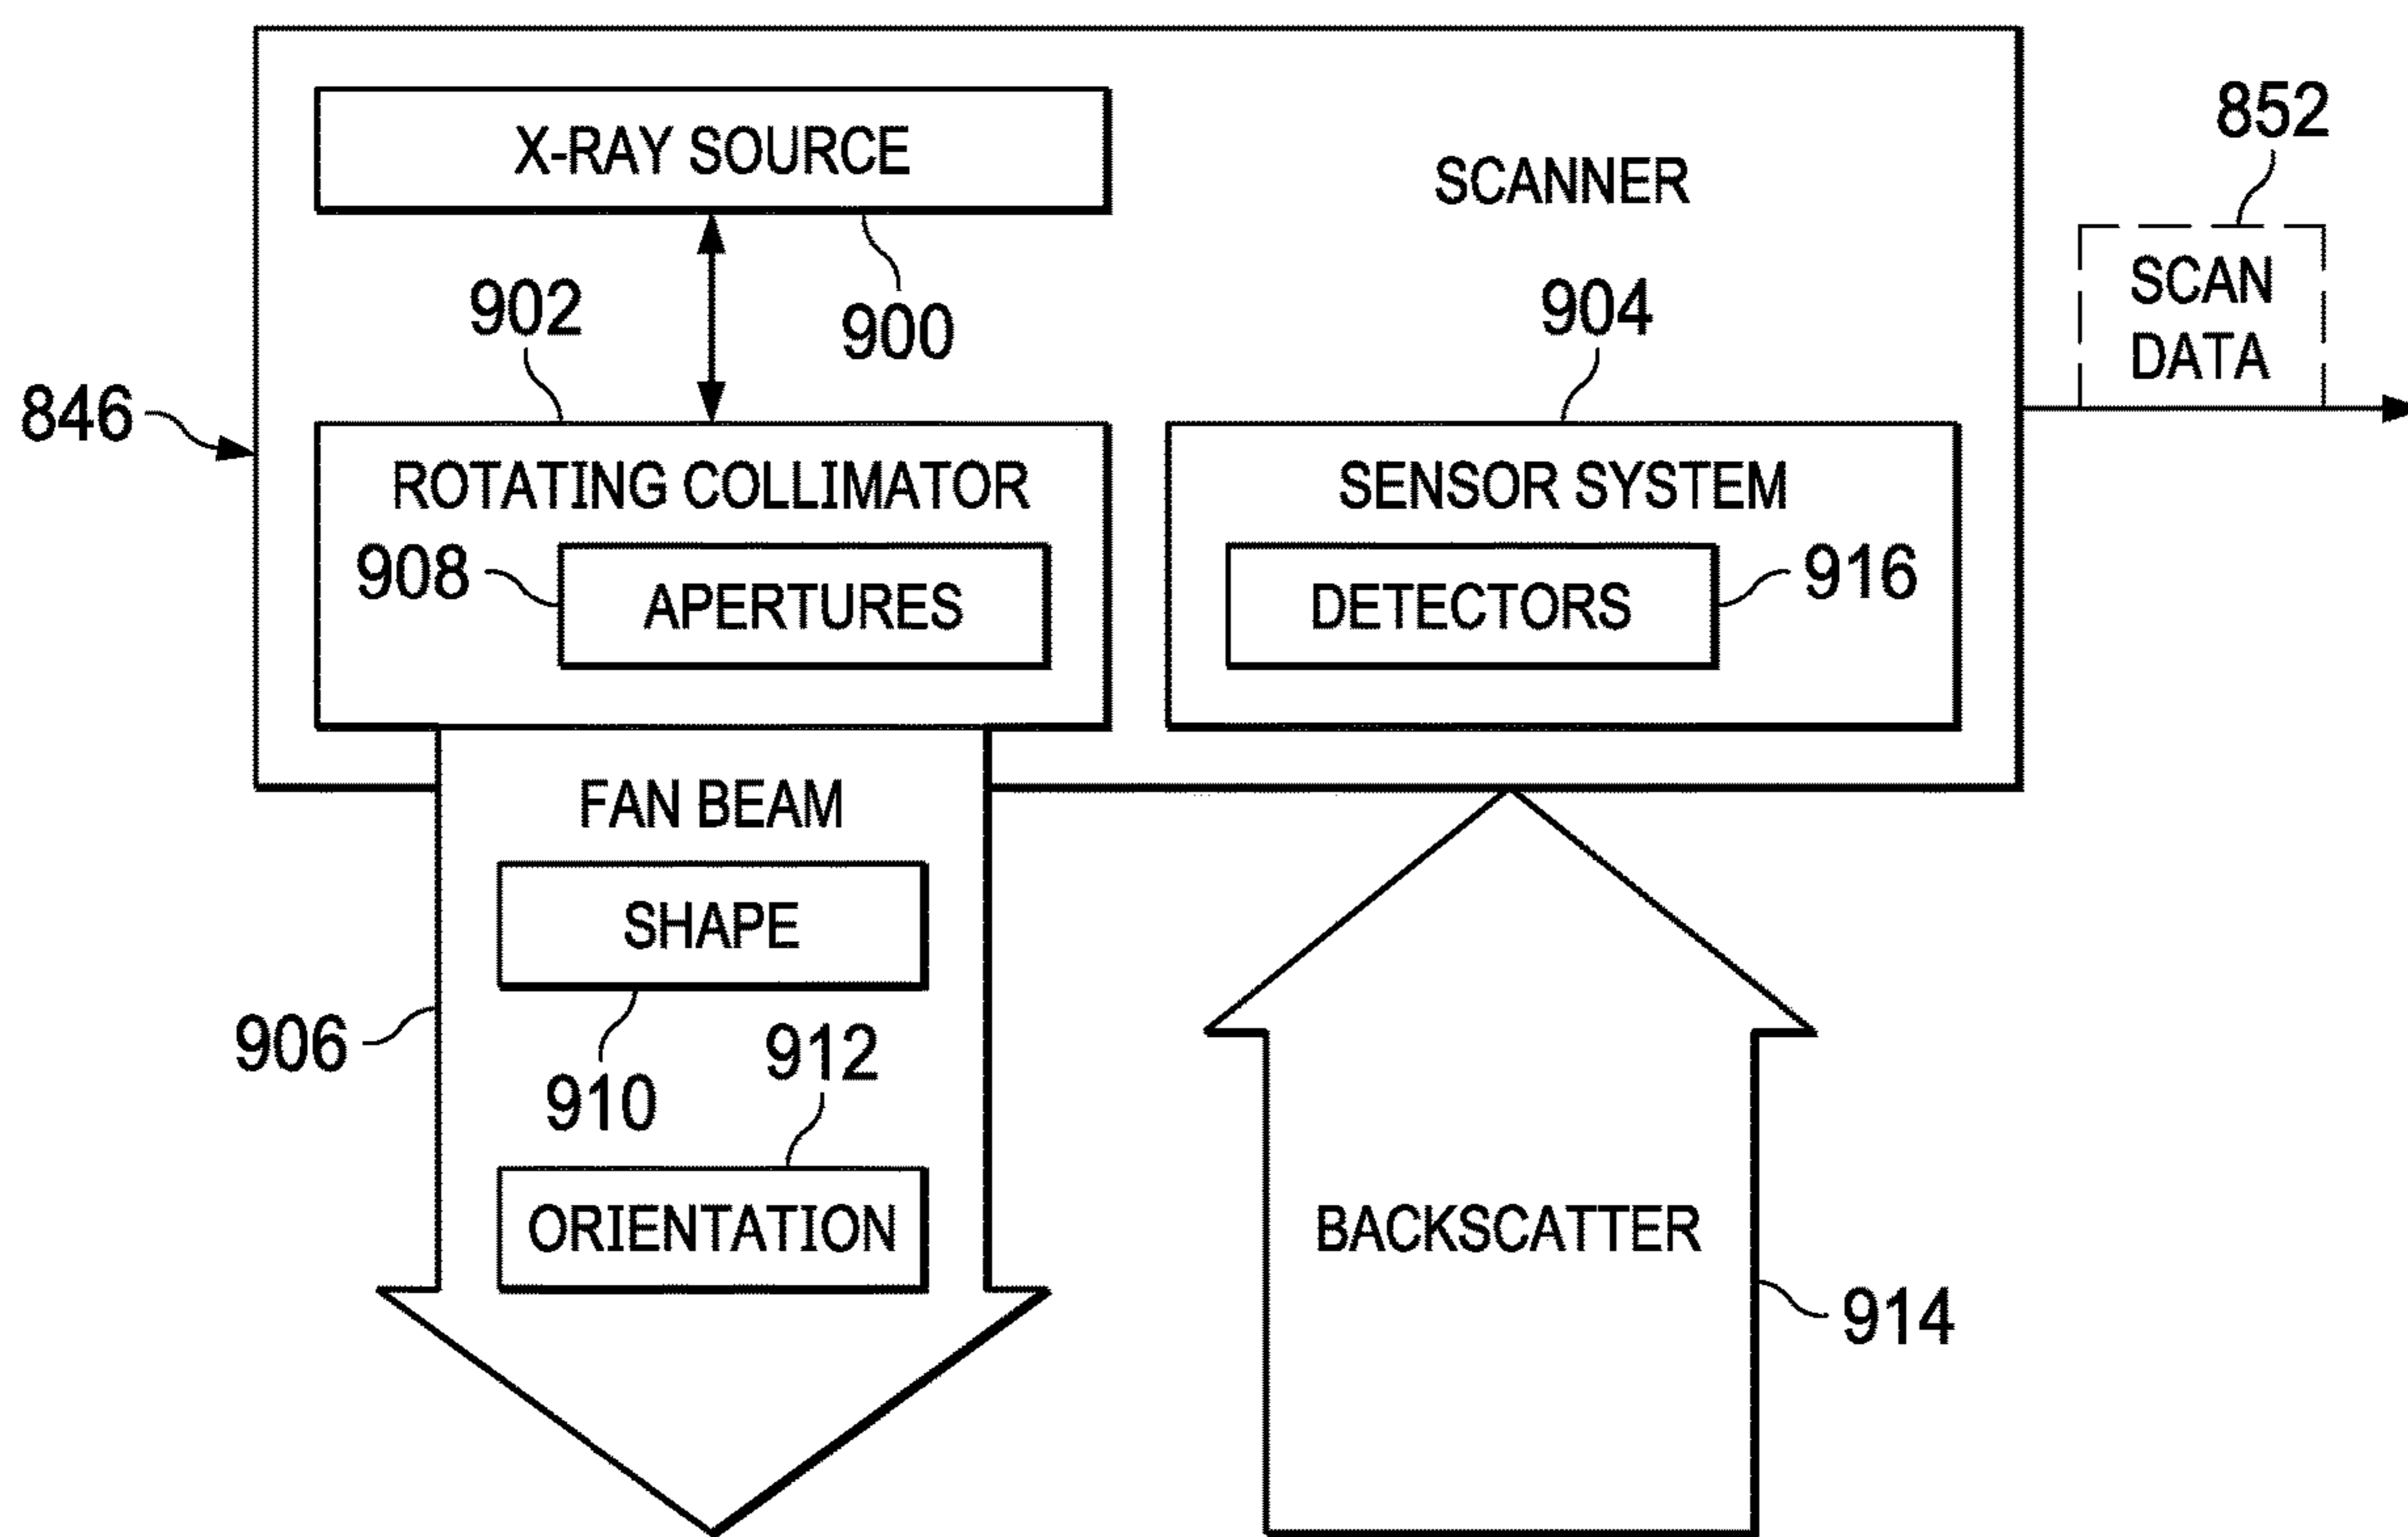 X-RAY SOURCE
SCANNER
852
SCAN
DATA
902
900
904
846
ROTATING COLLIMATOR
SENSOR SYSTEM
908
APERTURES
DETECTORS
916
FAN BEAM
SHAPE
906
910
912
ORIENTATION
BACKSCATTER
914